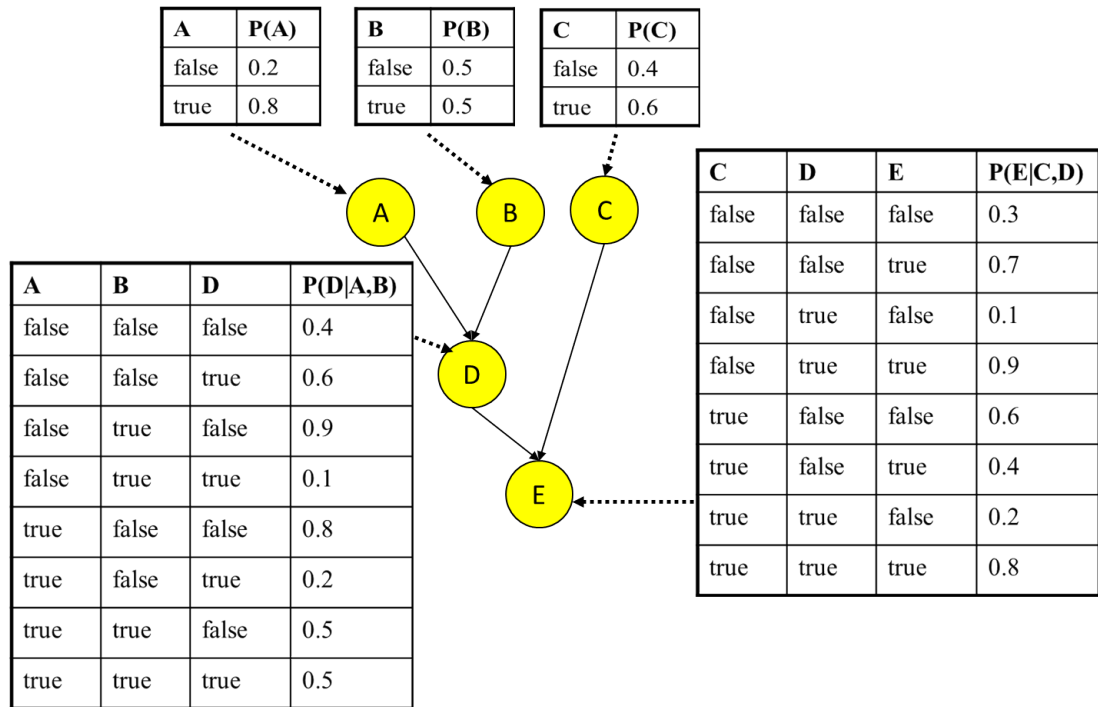 A P(A)
false 0.2
true 0.8
B P(B)
false 0.5
true 0.5
C P(C)
false 0.4
true 0.6
A
B
C
D
E
A B D P(D|A,B)
false false false 0.4
false false true 0.6
false true false 0.9
false true true 0.1
true false false 0.8
true false true 0.2
true true false 0.5
true true true 0.5
C D E P(E|C,D)
false false false 0.3
false false true 0.7
false true false 0.1
false true true 0.9
true false false 0.6
true false true 0.4
true true false 0.2
true true true 0.8